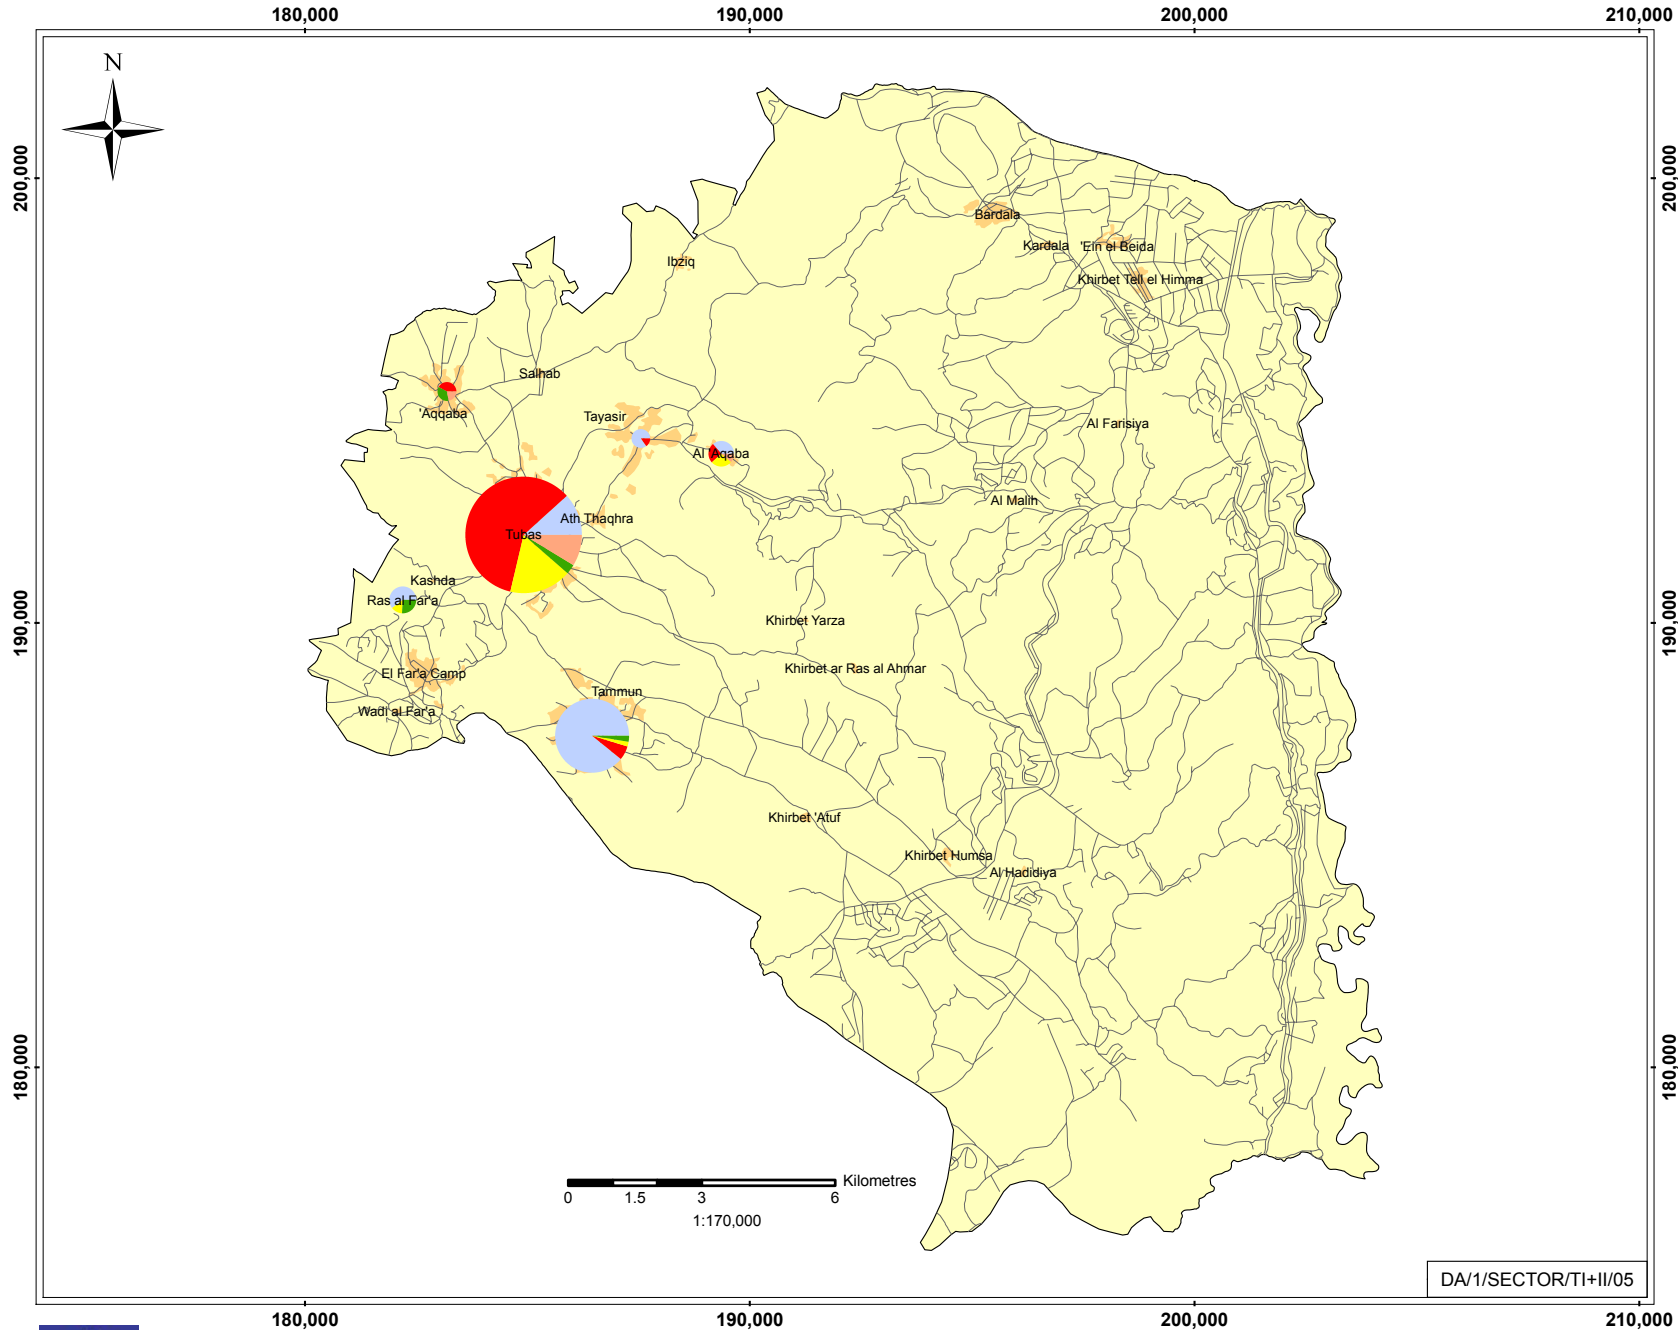 180,000
190,000
200,000
210,000
N
200,000
200,000
Bardala
Kardala
'Ein el Beida
Ibziq
Khirbet Tell el Himma
Salhab
'Aqqaba
Tayasir
Al Farisiya
Al 'Aqaba
Al Malih
Ath Thaqhra
Tubas
Kashda
Ras al Far'a
190,000
190,000
Khirbet Yarza
Khirbet ar Ras al Ahmar
El Far'a Camp
Tammun
Wadi al Far'a
Khirbet 'Atuf
Khirbet Humsa
Al Hadidiya
180,000
180,000
Kilometres
0
1.5
3
6
1:170,000
DA/1/SECTOR/TI+II/05
180,000
190,000
200,000
210,000